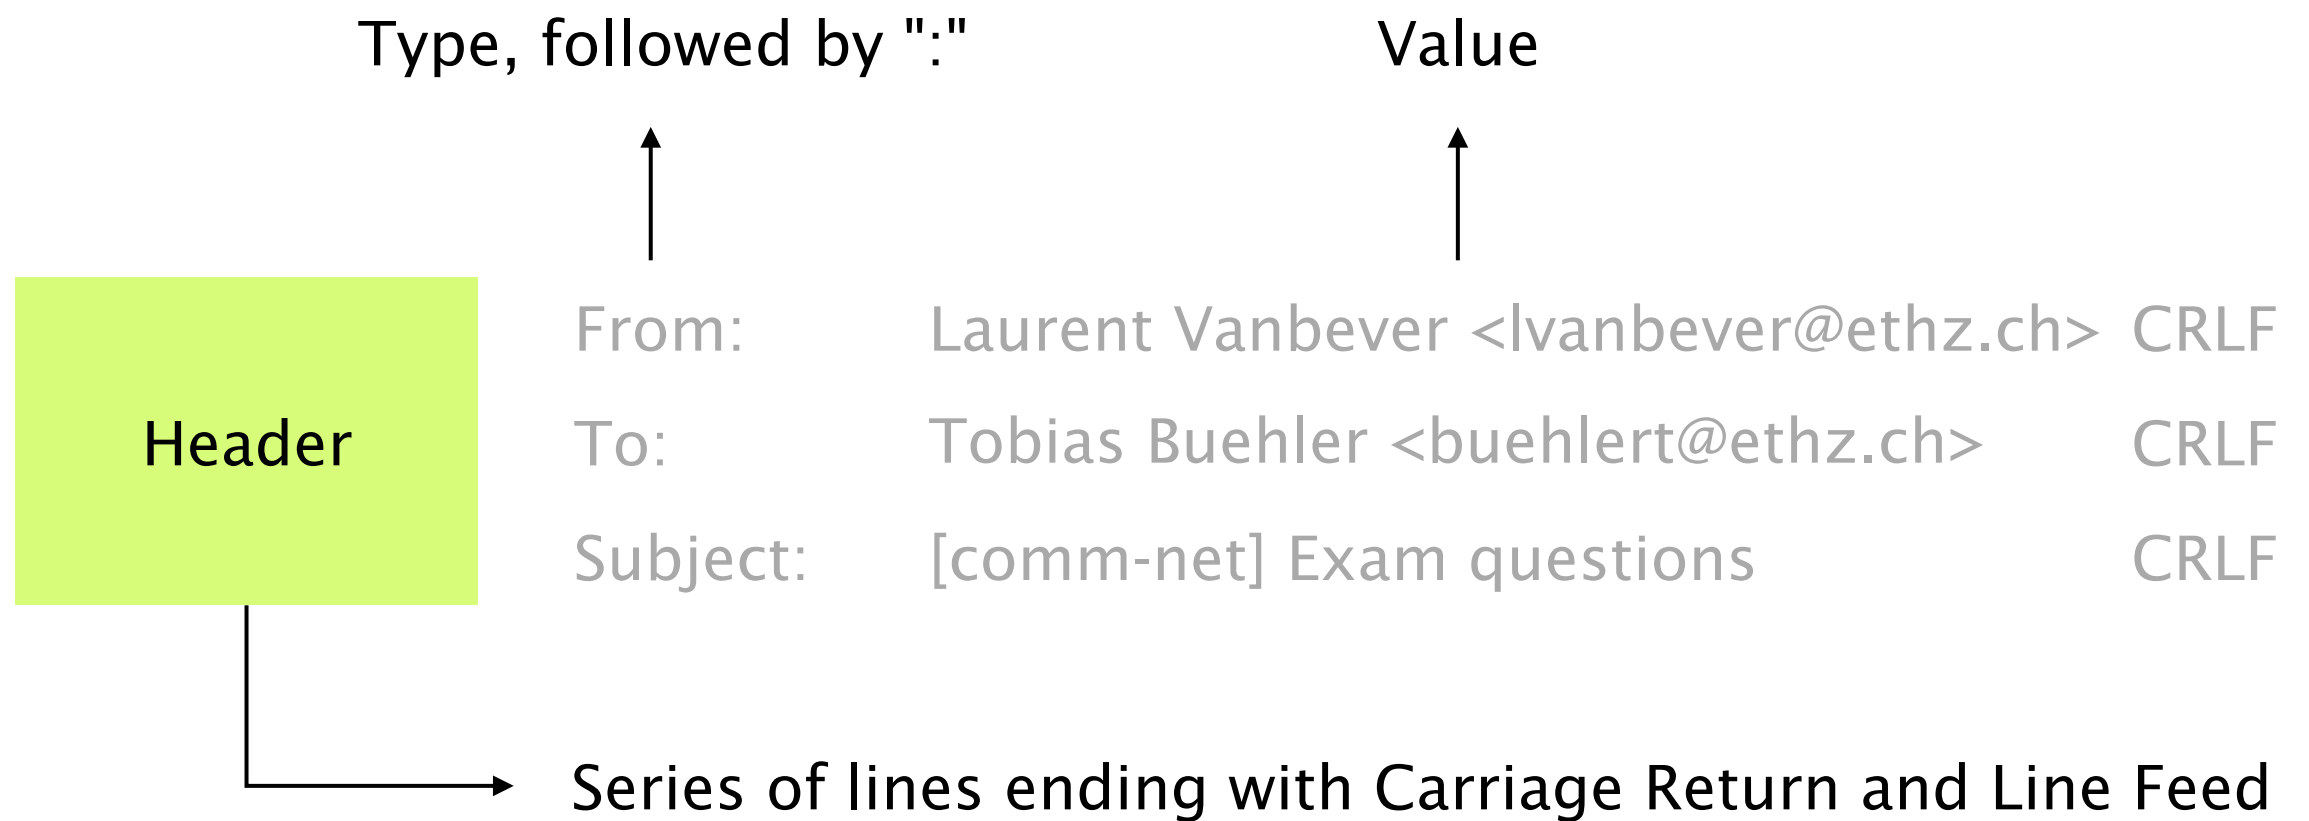 Type, followed by ":" Value
From: Laurent Vanbever <lvanbever@ethz.ch> CRLF
Header To: Tobias Buehler <buehlert@ethz.ch> CRLF
Subject: [comm-net] Exam questions CRLF
Series of lines ending with Carriage Return and Line Feed